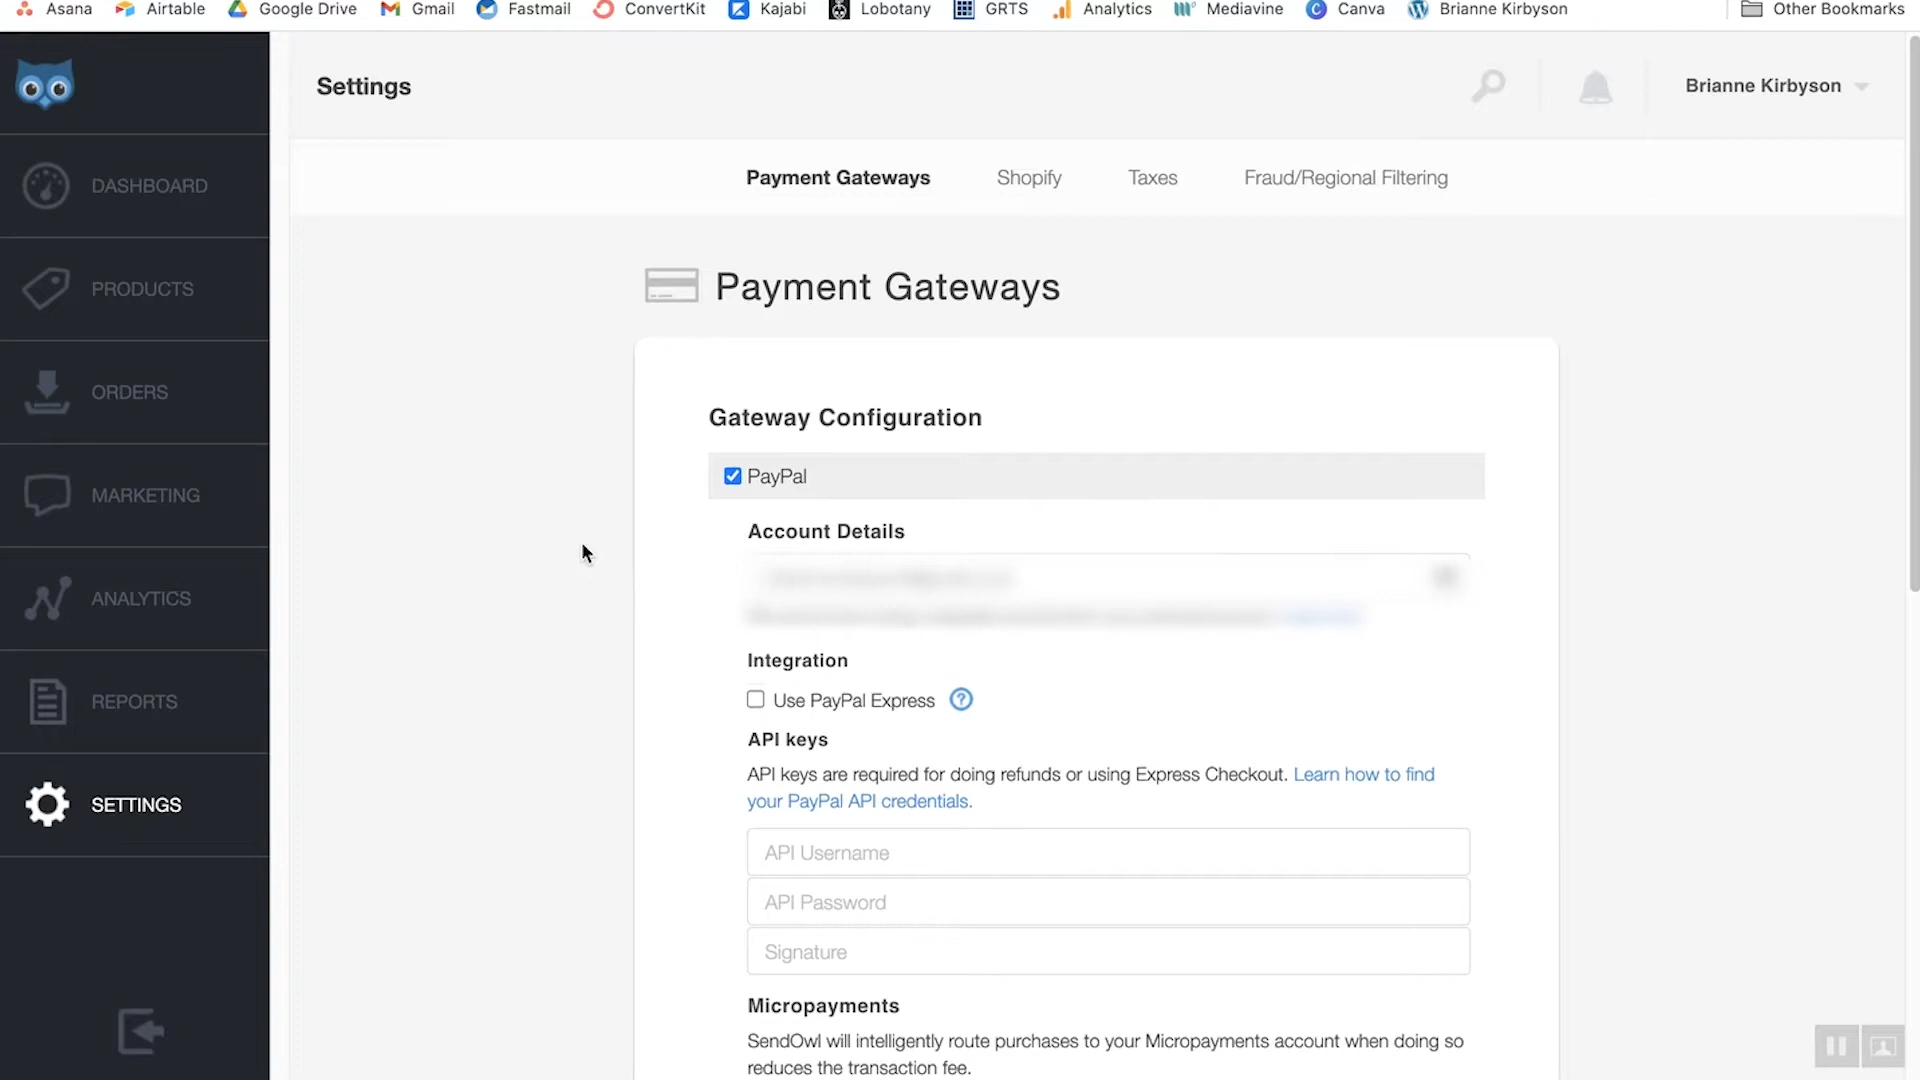 Asana Airtable Google Drive Gmail Fastmail ConvertKit Kajabi Lobotany GRTS Analytics Mediavine Canva Brianne Kirbyson Other Bookmarks
Settings
Brianne Kirbyson
DASHBOARD
PRODUCTS
ORDERS
MARKETING
ANALYTICS
REPORTS
SETTINGS
Payment Gateways Shopify Taxes Fraud/Regional Filtering
Payment Gateways
Gateway Configuration
PayPal
Account Details
Integration
Use PayPal Express ?
API keys
API keys are required for doing refunds or using Express Checkout. Learn how to find
your PayPal API credentials.
API Username
API Password
Signature
Micropayments
SendOwl will intelligently route purchases to your Micropayments account when doing so
reduces the transaction fee.